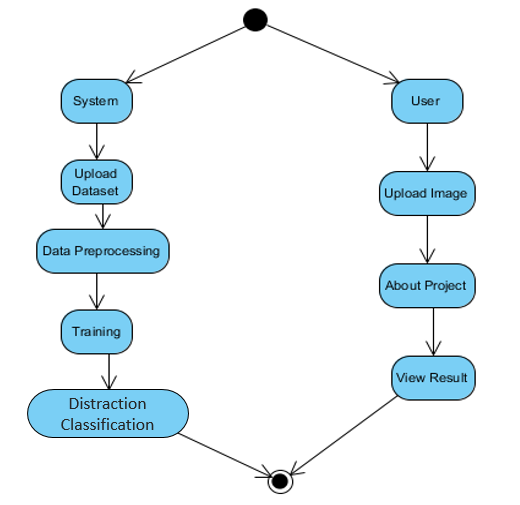 System
User
Upload
Dataset
Upload Image
Data Preprocessing
About Project
Training
View Result
Distraction
Classification